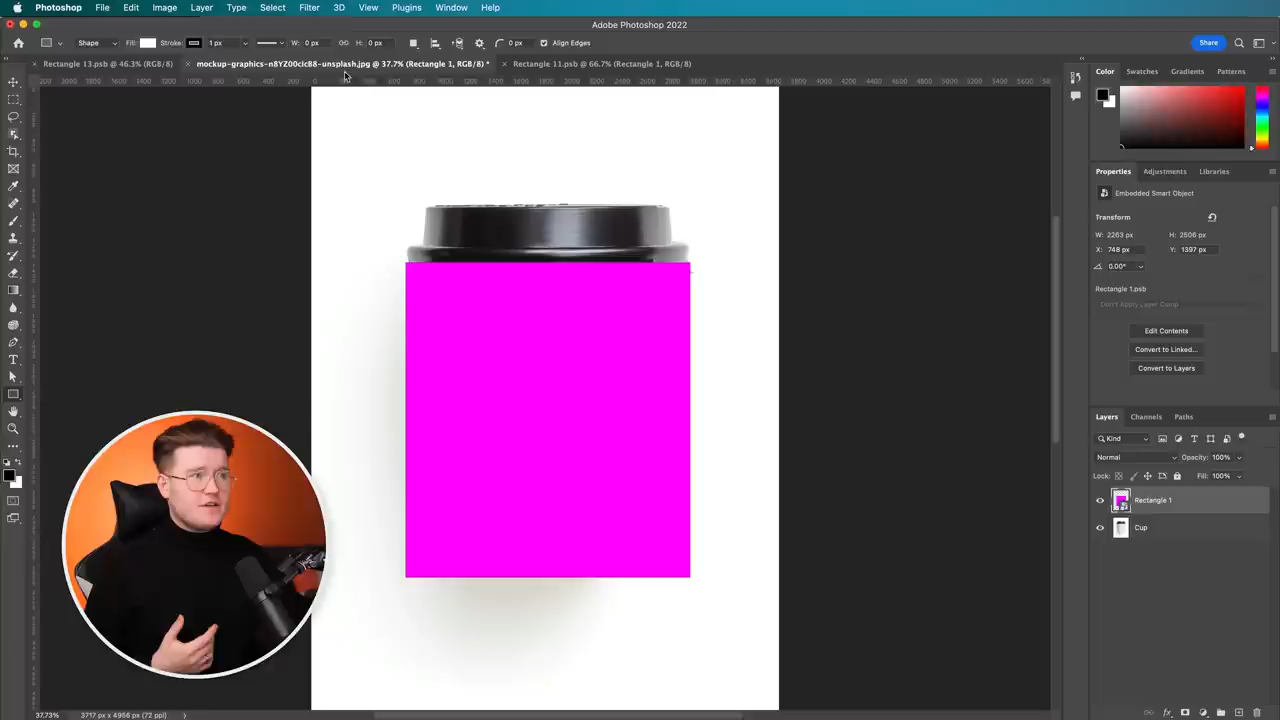 Photoshop File Edit Image Layer Type Select Filter 3D View Plugins Window Help
Adobe Photoshop 2022
Shape Fill: Stroke: 1 px W: 0 px H: 0 px 0 px Align Edges Share
Rectangle 13.psb @ 46.3% (RGB/8) mockup-graphics-n8YZ00cicB8-unsplash.jpg @ 37.7% (Rectangle 1, RGB/8) * Rectangle 11.psb @ 66.7% (Rectangle 1, RGB/8)
Color Swatches Gradients Patterns
Properties Adjustments Libraries
Embedded Smart Object
Transform
W: 2263 px H: 2506 px
X: 748 px Y: 1397 px
0.00°
Rectangle 1.psb
Don't Apply Layer Comp
Edit Contents
Convert to Linked...
Convert to Layers
Layers Channels Paths
Kind
Normal Opacity: 100%
Lock: Fill: 100%
Rectangle 1
Cup
37.73% 3717 px x 4956 px (72 ppi)